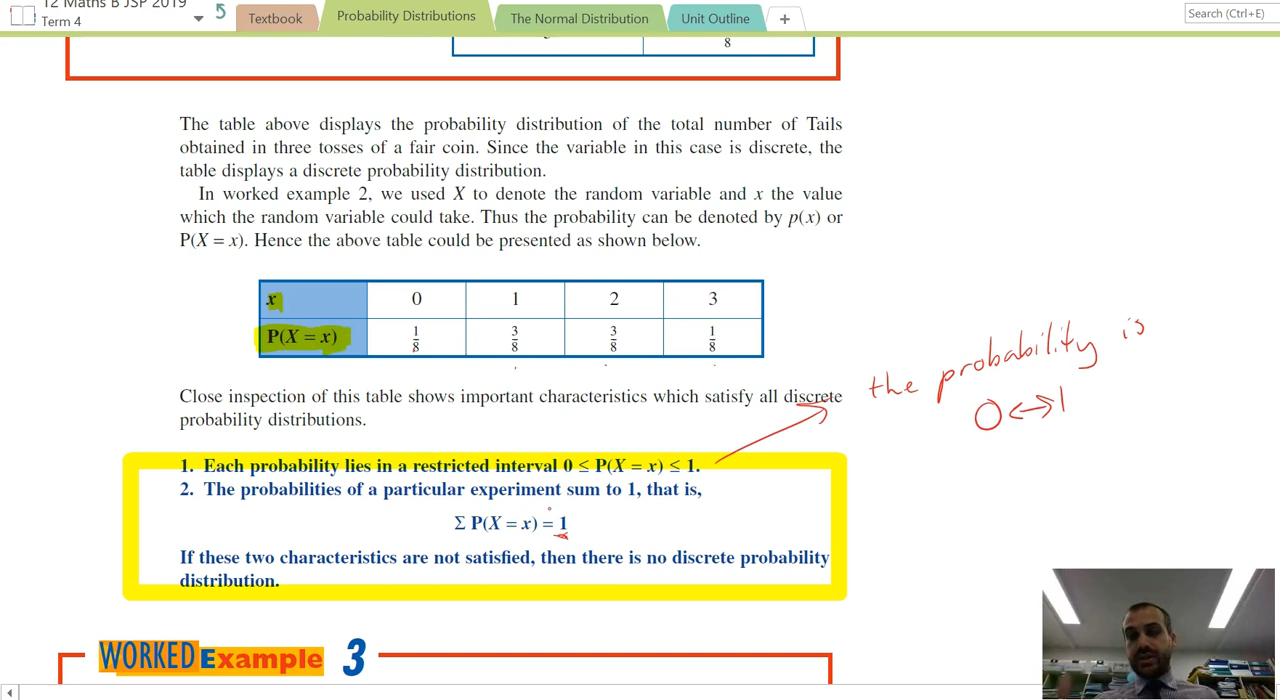 12 Maths B JSP 2019
Term 4
Textbook
Probability Distributions
The Normal Distribution
Unit Outline
+
Search (Ctrl+E)
8
The table above displays the probability distribution of the total number of Tails
obtained in three tosses of a fair coin. Since the variable in this case is discrete, the
table displays a discrete probability distribution.
In worked example 2, we used X to denote the random variable and x the value
which the random variable could take. Thus the probability can be denoted by p(x) or
P(X = x). Hence the above table could be presented as shown below.
x 0 1 2 3
P(X = x) 1/8 3/8 3/8 1/8
Close inspection of this table shows important characteristics which satisfy all discrete
probability distributions.
the probability is
0 ↔ 1
1. Each probability lies in a restricted interval 0 ≤ P(X = x) ≤ 1.
2. The probabilities of a particular experiment sum to 1, that is,
Σ P(X = x) = 1
If these two characteristics are not satisfied, then there is no discrete probability
distribution.
WORKED Example 3